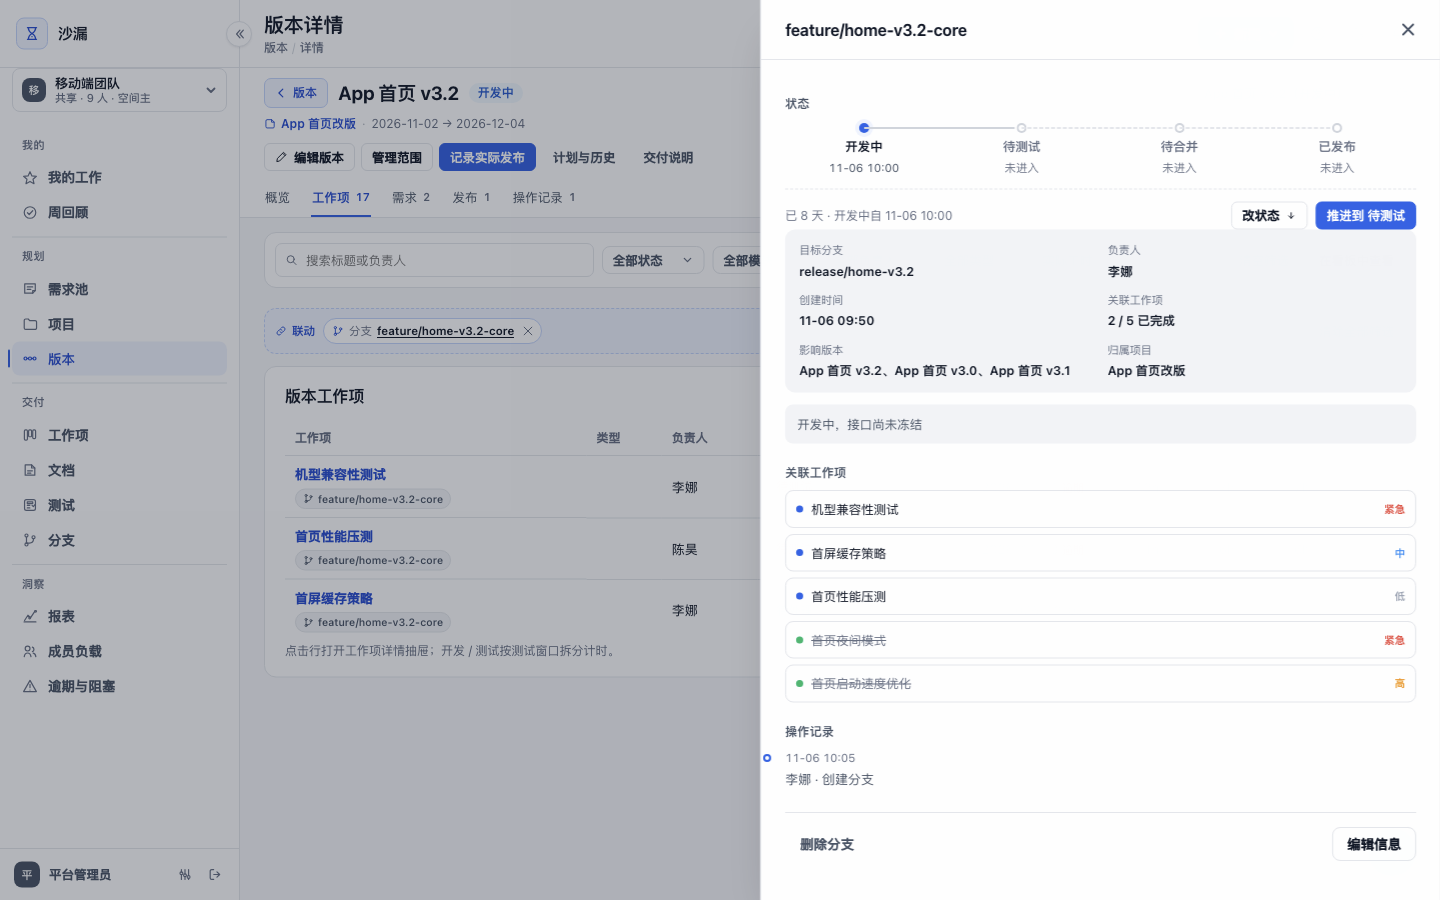 沙漏
移 移动端团队
共享 · 9 人 · 空间主
我的
我的工作
周回顾
规划
需求池
项目
版本
交付
工作项
文档
测试
分支
洞察
报表
成员负载
逾期与阻塞
平 平台管理员
版本详情
版本 / 详情
版本 App 首页 v3.2 开发中
App 首页改版 · 2026-11-02 → 2026-12-04
编辑版本 管理范围 记录实际发布 计划与历史 交付说明
概览 工作项 17 需求 2 发布 1 操作记录 1
搜索标题或负责人 全部状态 全部模
联动 分支 feature/home-v3.2-core
版本工作项
工作项 类型 负责人
机型兼容性测试
feature/home-v3.2-core
李娜
首页性能压测
feature/home-v3.2-core
陈昊
首屏缓存策略
feature/home-v3.2-core
李娜
点击行打开工作项详情抽屉；开发 / 测试按测试窗口拆分计时。
feature/home-v3.2-core
状态
开发中 待测试 待合并 已发布
11-06 10:00 未进入 未进入 未进入
已 8 天 · 开发中自 11-06 10:00 改状态 ↓ 推进到 待测试
目标分支 负责人
release/home-v3.2 李娜
创建时间 关联工作项
11-06 09:50 2 / 5 已完成
影响版本 归属项目
App 首页 v3.2、App 首页 v3.0、App 首页 v3.1 App 首页改版
开发中，接口尚未冻结
关联工作项
机型兼容性测试 紧急
首屏缓存策略 中
首页性能压测 低
首页夜间模式 紧急
首页启动速度优化 高
操作记录
11-06 10:05
李娜 · 创建分支
删除分支 编辑信息